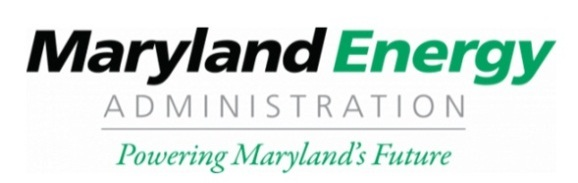 Maryland Energy
ADMINISTRATION
Powering Maryland's Future